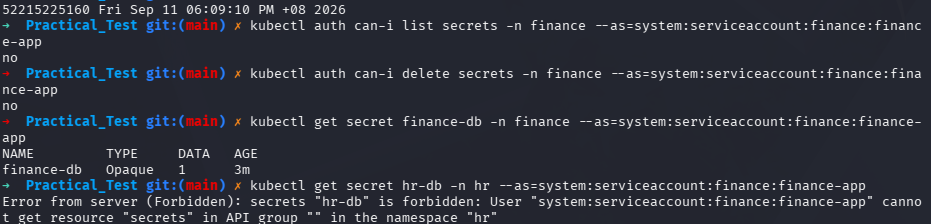 52215225160 Fri Sep 11 06:09:10 PM +08 2026
→ Practical_Test git:(main) ✗ kubectl auth can-i list secrets -n finance --as=system:serviceaccount:finance:financ
e-app
no
→ Practical_Test git:(main) ✗ kubectl auth can-i delete secrets -n finance --as=system:serviceaccount:finance:fina
nce-app
no
→ Practical_Test git:(main) ✗ kubectl get secret finance-db -n finance --as=system:serviceaccount:finance:finance-
app
NAME TYPE DATA AGE
finance-db Opaque 1 3m
→ Practical_Test git:(main) ✗ kubectl get secret hr-db -n hr --as=system:serviceaccount:finance:finance-app
Error from server (Forbidden): secrets "hr-db" is forbidden: User "system:serviceaccount:finance:finance-app" canno
t get resource "secrets" in API group "" in the namespace "hr"